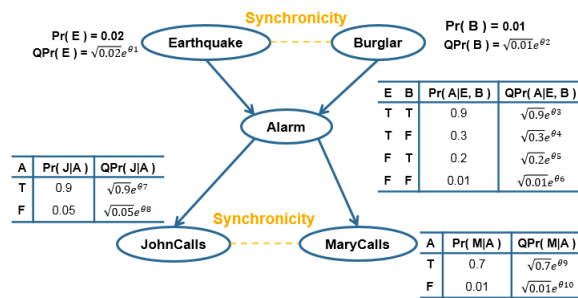 Synchronicity
Pr( E ) = 0.02
QPr( E ) = √0.02e^θ1
Earthquake
Burglar
Pr( B ) = 0.01
QPr( B ) = √0.01e^θ2
E B Pr( A|E, B ) QPr( A|E, B )
T T 0.9 √0.9e^θ3
T F 0.3 √0.3e^θ4
F T 0.2 √0.2e^θ5
F F 0.01 √0.01e^θ6
Alarm
A Pr( J|A ) QPr( J|A )
T 0.9 √0.9e^θ7
F 0.05 √0.05e^θ8
Synchronicity
JohnCalls
MaryCalls
A Pr( M|A ) QPr( M|A )
T 0.7 √0.7e^θ9
F 0.01 √0.01e^θ10